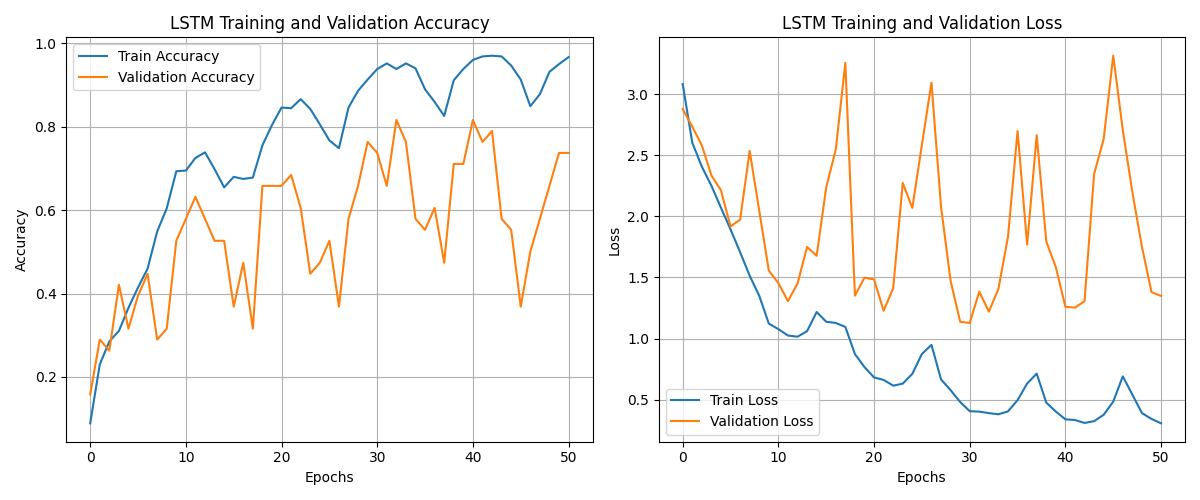 LSTM Training and Validation Accuracy
Train Accuracy
Validation Accuracy
1.0
0.8
0.6
0.4
0.2
Accuracy
0
10
20
30
40
50
Epochs
LSTM Training and Validation Loss
3.0
2.5
2.0
1.5
1.0
0.5
Loss
Train Loss
Validation Loss
0
10
20
30
40
50
Epochs